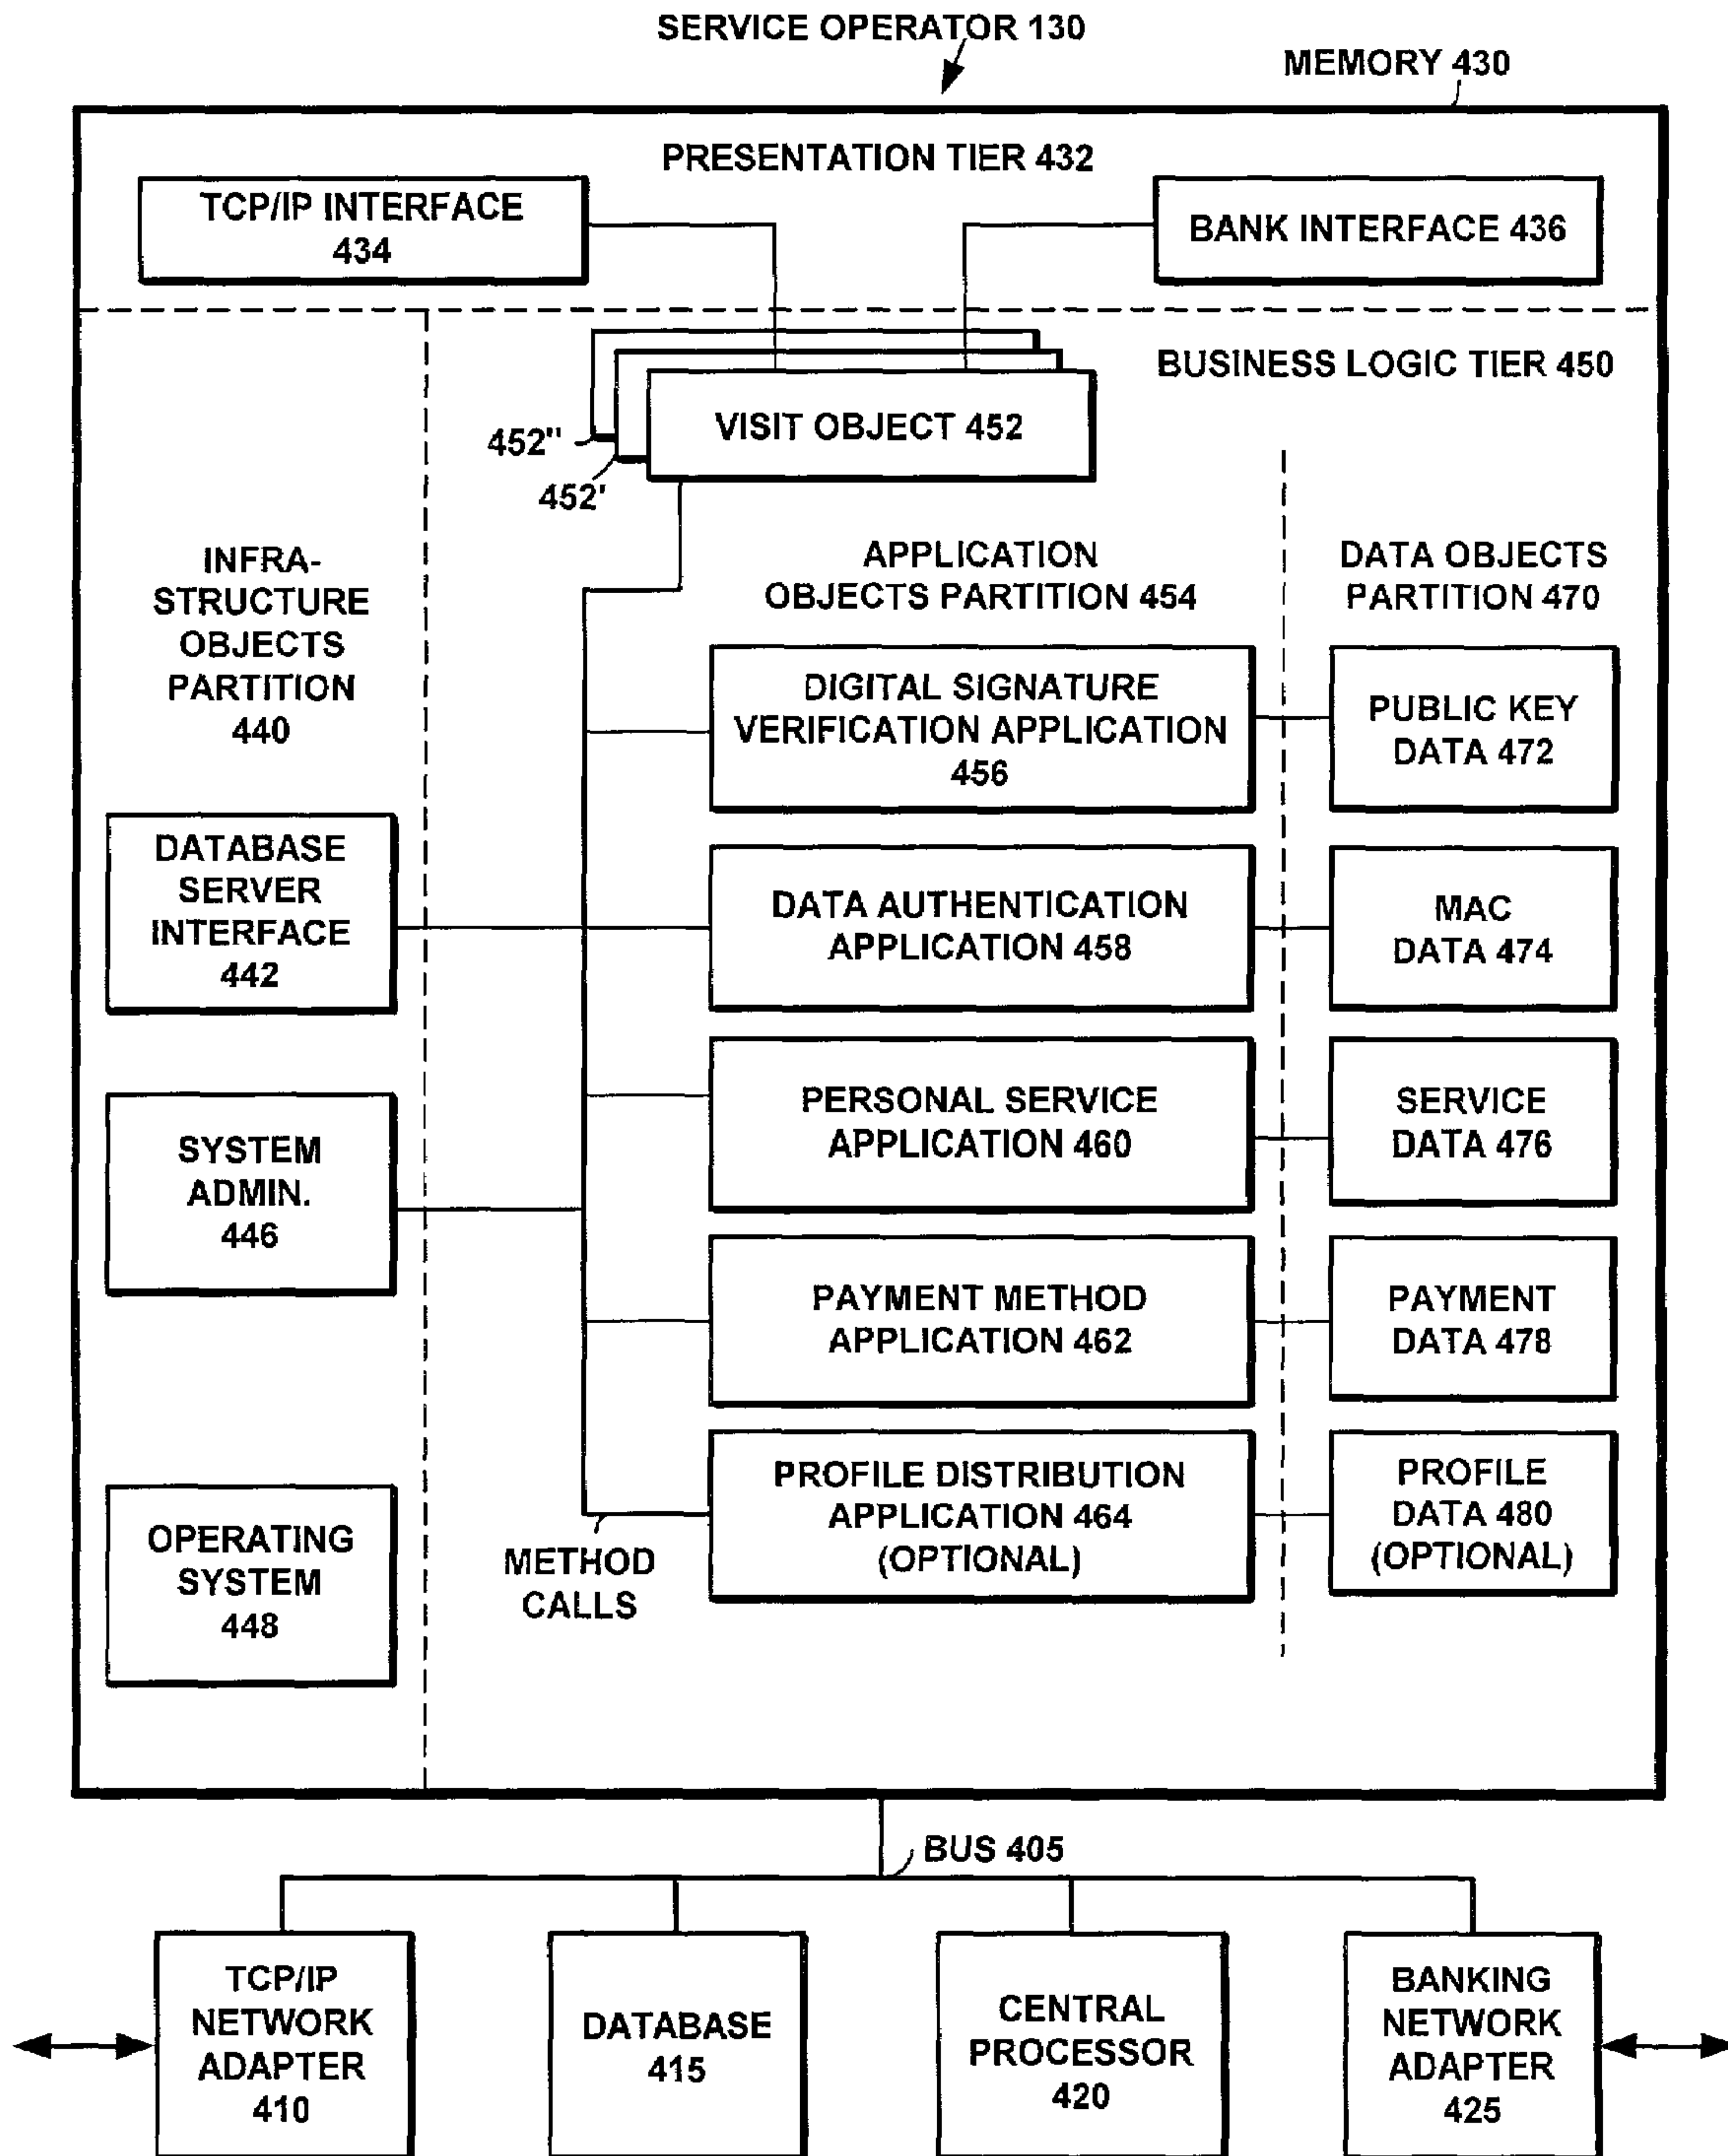 SERVICE OPERATOR 130
MEMORY 430
PRESENTATION TIER 432
TCP/IP INTERFACE
434
BANK INTERFACE 436
BUSINESS LOGIC TIER 450
VISIT OBJECT 452
452"
452'
INFRA-
STRUCTURE
OBJECTS
PARTITION
440
APPLICATION
OBJECTS PARTITION 454
DATA OBJECTS
PARTITION 470
DIGITAL SIGNATURE
VERIFICATION APPLICATION
456
PUBLIC KEY
DATA 472
DATABASE
SERVER
INTERFACE
442
DATA AUTHENTICATION
APPLICATION 458
MAC
DATA 474
SYSTEM
ADMIN.
446
PERSONAL SERVICE
APPLICATION 460
SERVICE
DATA 476
PAYMENT METHOD
APPLICATION 462
PAYMENT
DATA 478
OPERATING
SYSTEM
448
METHOD
CALLS
PROFILE DISTRIBUTION
APPLICATION 464
(OPTIONAL)
PROFILE
DATA 480
(OPTIONAL)
BUS 405
TCP/IP
NETWORK
ADAPTER
410
DATABASE
415
CENTRAL
PROCESSOR
420
BANKING
NETWORK
ADAPTER
425